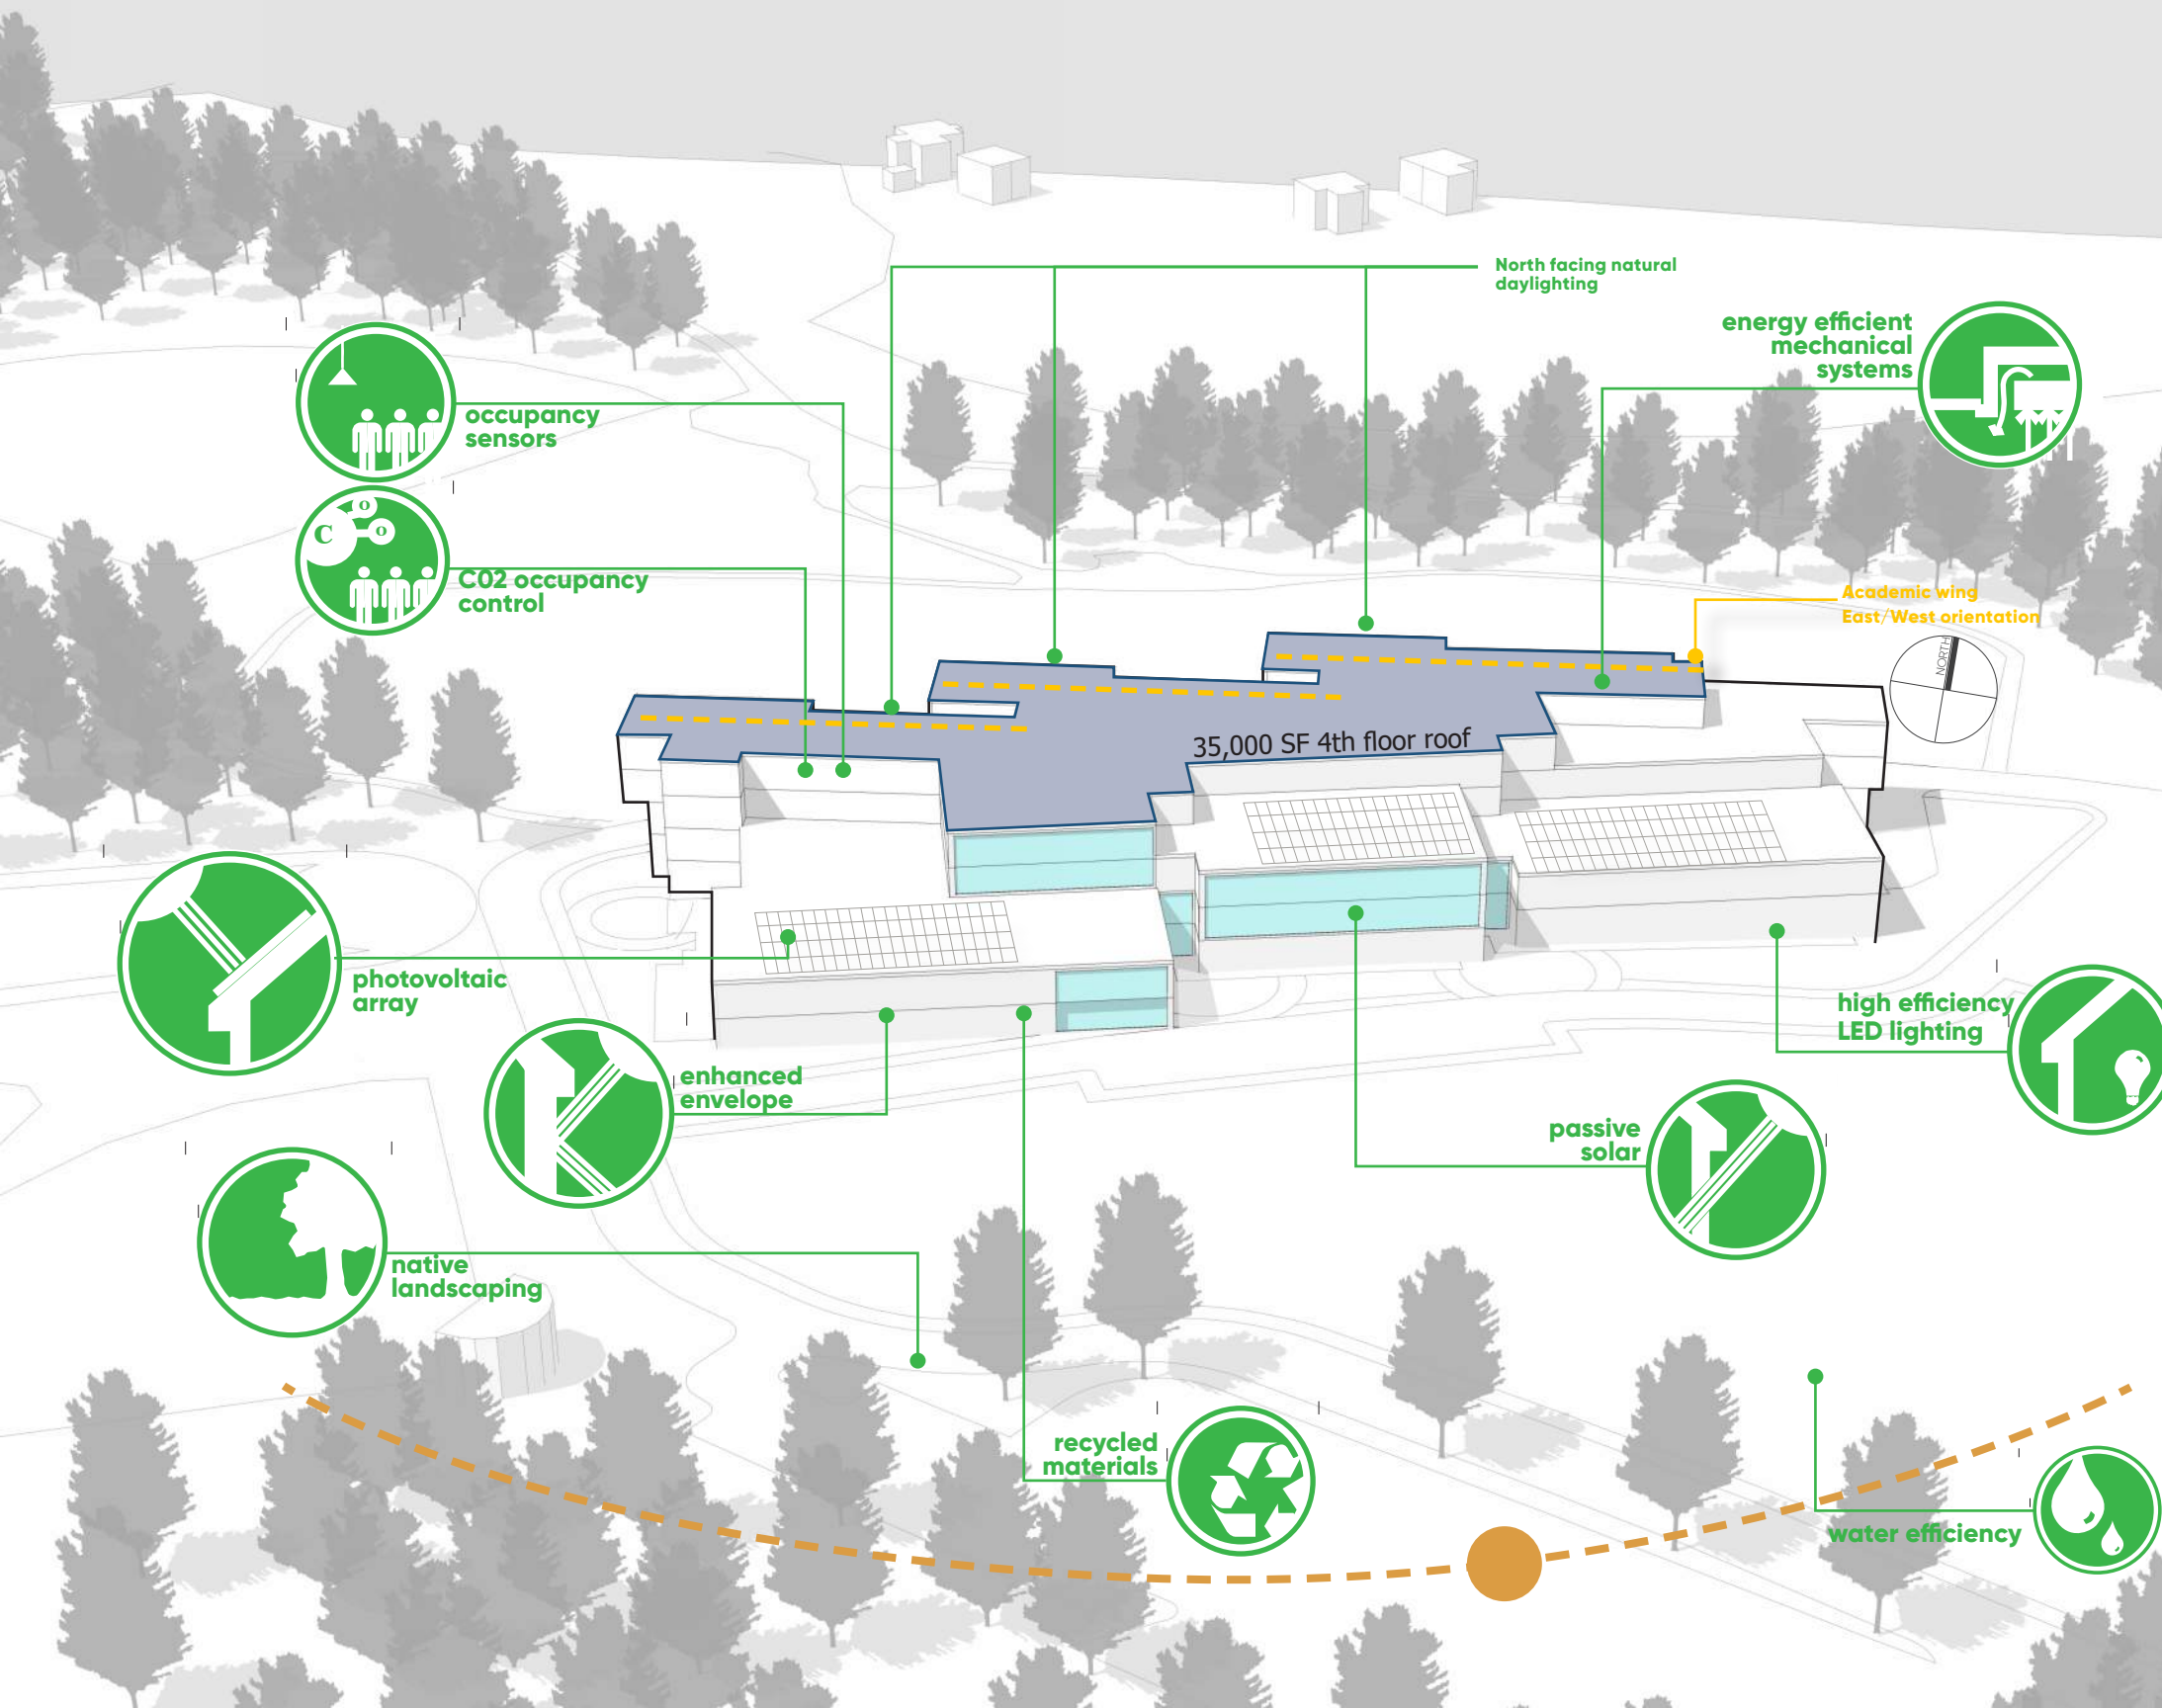 North facing natural
daylighting
energy efficient
mechanical
systems
occupancy
sensors
C
o
o
C02 occupancy
control
Academic wing
East/West orientation
NORTH
35,000 SF 4th floor roof
photovoltaic
array
high efficiency
LED lighting
enhanced
envelope
passive
solar
native
landscaping
recycled
materials
water efficiency